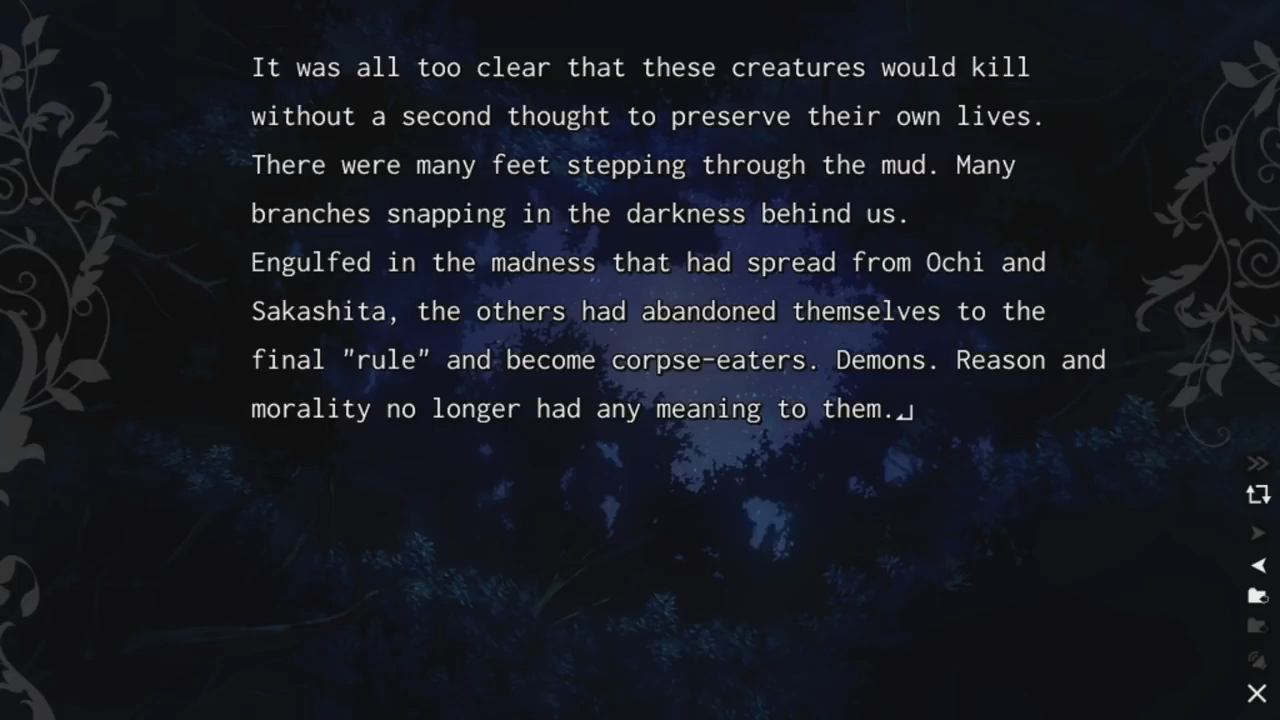 It was all too clear that these creatures would kill
without a second thought to preserve their own lives.
There were many feet stepping through the mud. Many
branches snapping in the darkness behind us.
Engulfed in the madness that had spread from Ochi and
Sakashita, the others had abandoned themselves to the
final "rule" and become corpse-eaters. Demons. Reason and
morality no longer had any meaning to them.